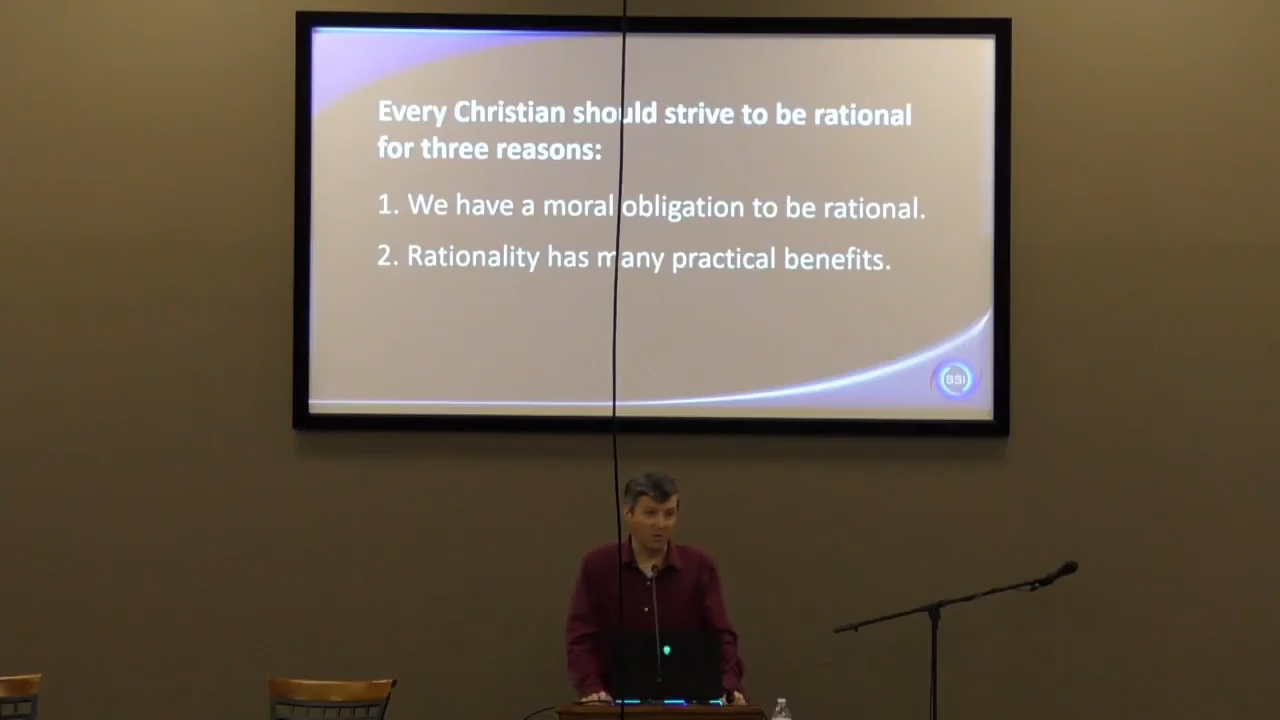 Every Christian should strive to be rational
for three reasons:
1. We have a moral obligation to be rational.
2. Rationality has many practical benefits.
BSI